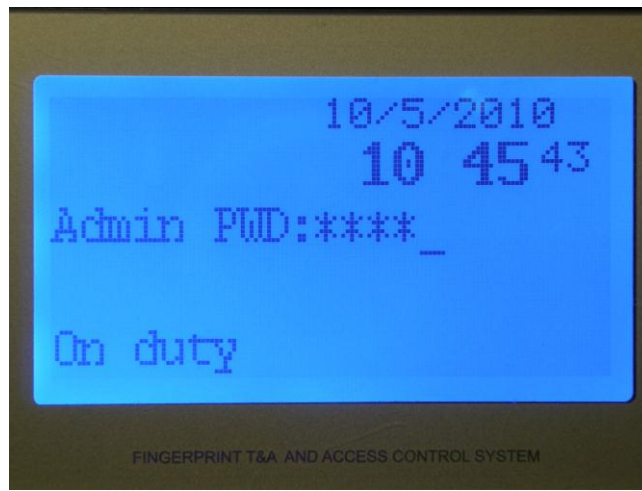 10/5/2010
10 45 43
Admin PWD:****_
On duty
FINGERPRINT T&A AND ACCESS CONTROL SYSTEM